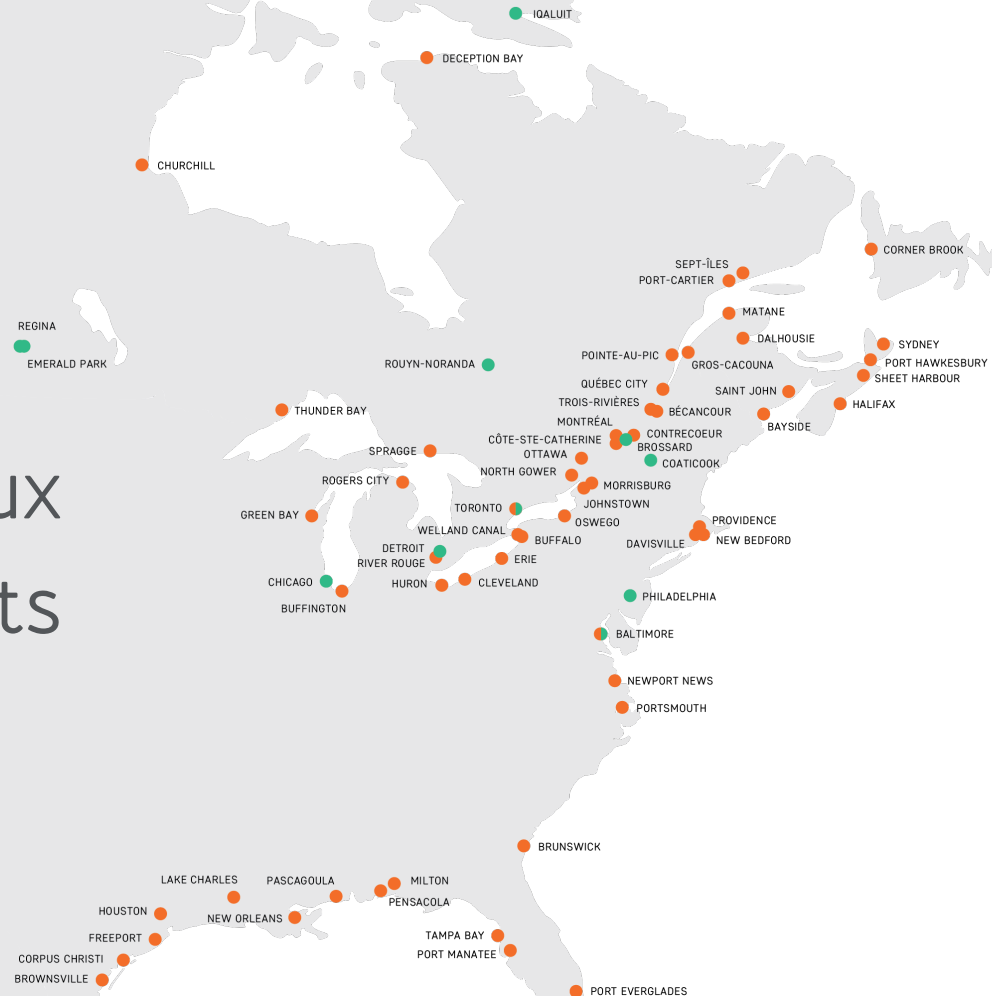 IQALUIT
DECEPTION BAY
CHURCHILL
CORNER BROOK
SEPT-ÎLES
PORT-CARTIER
MATANE
REGINA
DALHOUSIE
SYDNEY
POINTE-AU-PIC
EMERALD PARK
ROUYN-NORANDA
GROS-CACOUNA
PORT HAWKESBURY
SHEET HARBOUR
QUÉBEC CITY
SAINT JOHN
TROIS-RIVIÈRES
HALIFAX
THUNDER BAY
BÉCANCOUR
MONTRÉAL
BAYSIDE
CONTRECOEUR
CÔTE-STE-CATHERINE
BROSSARD
SPRAGGE
OTTAWA
COATICOOK
NORTH GOWER
ROGERS CITY
MORRISBURG
ux
JOHNSTOWN
TORONTO
GREEN BAY
OSWEGO
PROVIDENCE
WELLAND CANAL
BUFFALO
NEW BEDFORD
DAVISVILLE
DETROIT
ERIE
RIVER ROUGE
CHICAGO
HURON
CLEVELAND
PHILADELPHIA
BUFFINGTON
ts
BALTIMORE
NEWPORT NEWS
PORTSMOUTH
BRUNSWICK
LAKE CHARLES
PASCAGOULA
MILTON
PENSACOLA
HOUSTON
NEW ORLEANS
FREEPORT
TAMPA BAY
PORT MANATEE
CORPUS CHRISTI
BROWNSVILLE
PORT EVERGLADES